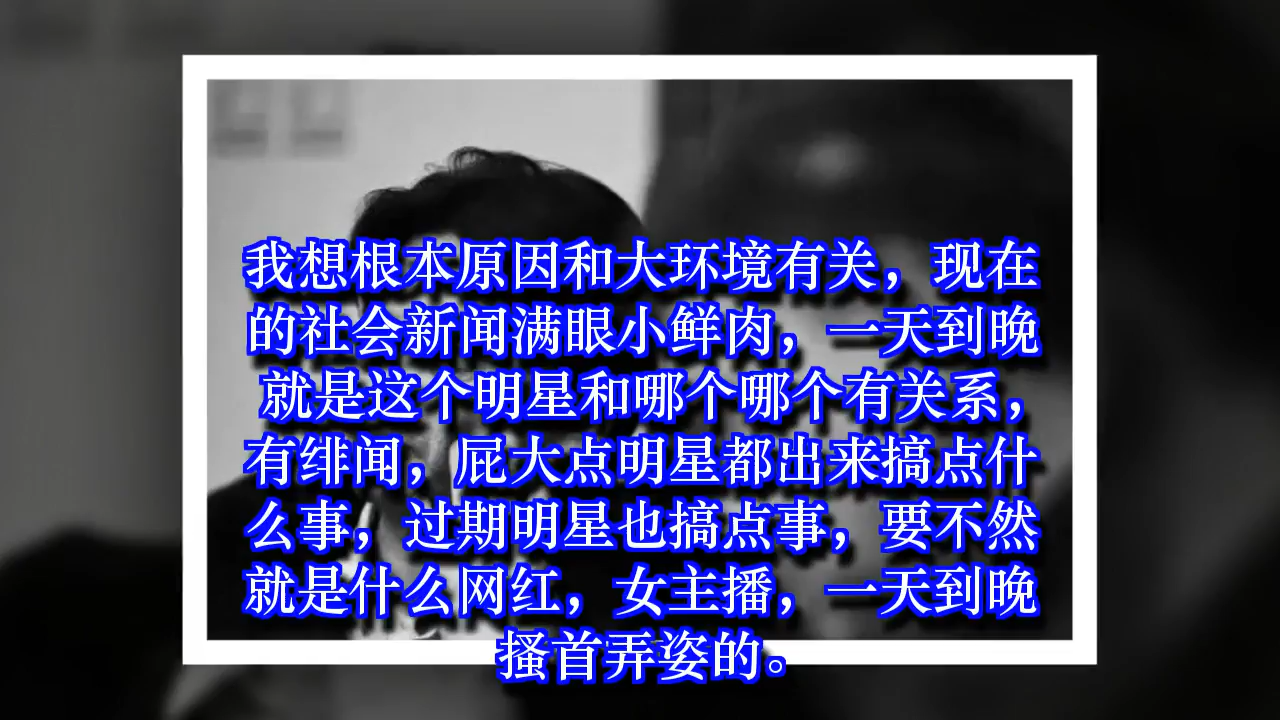 我想根本原因和大环境有关，现在
的社会新闻满眼小鲜肉，一天到晚
就是这个明星和哪个哪个有关系，
有绯闻，屁大点明星都出来搞点什
么事，过期明星也搞点事，要不然
就是什么网红，女主播，一天到晚
搔首弄姿的。